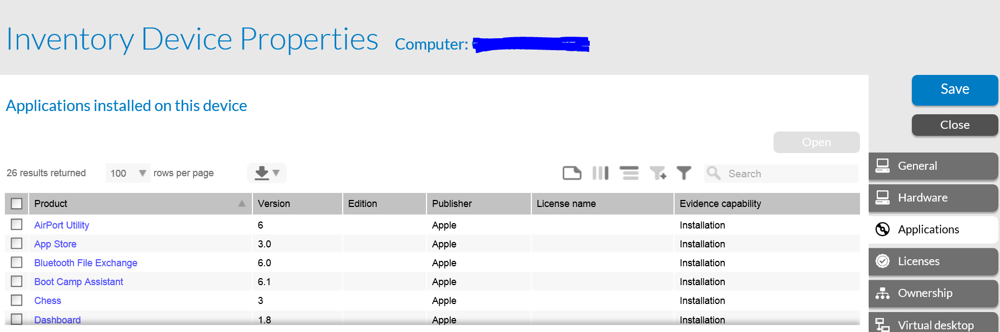 Inventory Device Properties Computer:
Save
Applications installed on this device
Close
Open
26 results returned 100 rows per page Search
General
Hardware
Applications
Licenses
Ownership
Virtual desktop
Product Version Edition Publisher License name Evidence capability
AirPort Utility 6 Apple Installation
App Store 3.0 Apple Installation
Bluetooth File Exchange 6.0 Apple Installation
Boot Camp Assistant 6.1 Apple Installation
Chess 3 Apple Installation
Dashboard 1.8 Apple Installation